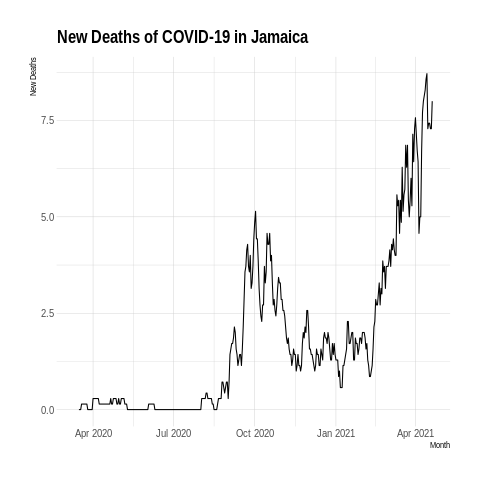 New Deaths of COVID-19 in Jamaica
New Deaths
7.5
5.0
2.5
0.0
Apr 2020 Jul 2020 Oct 2020 Jan 2021 Apr 2021
Month